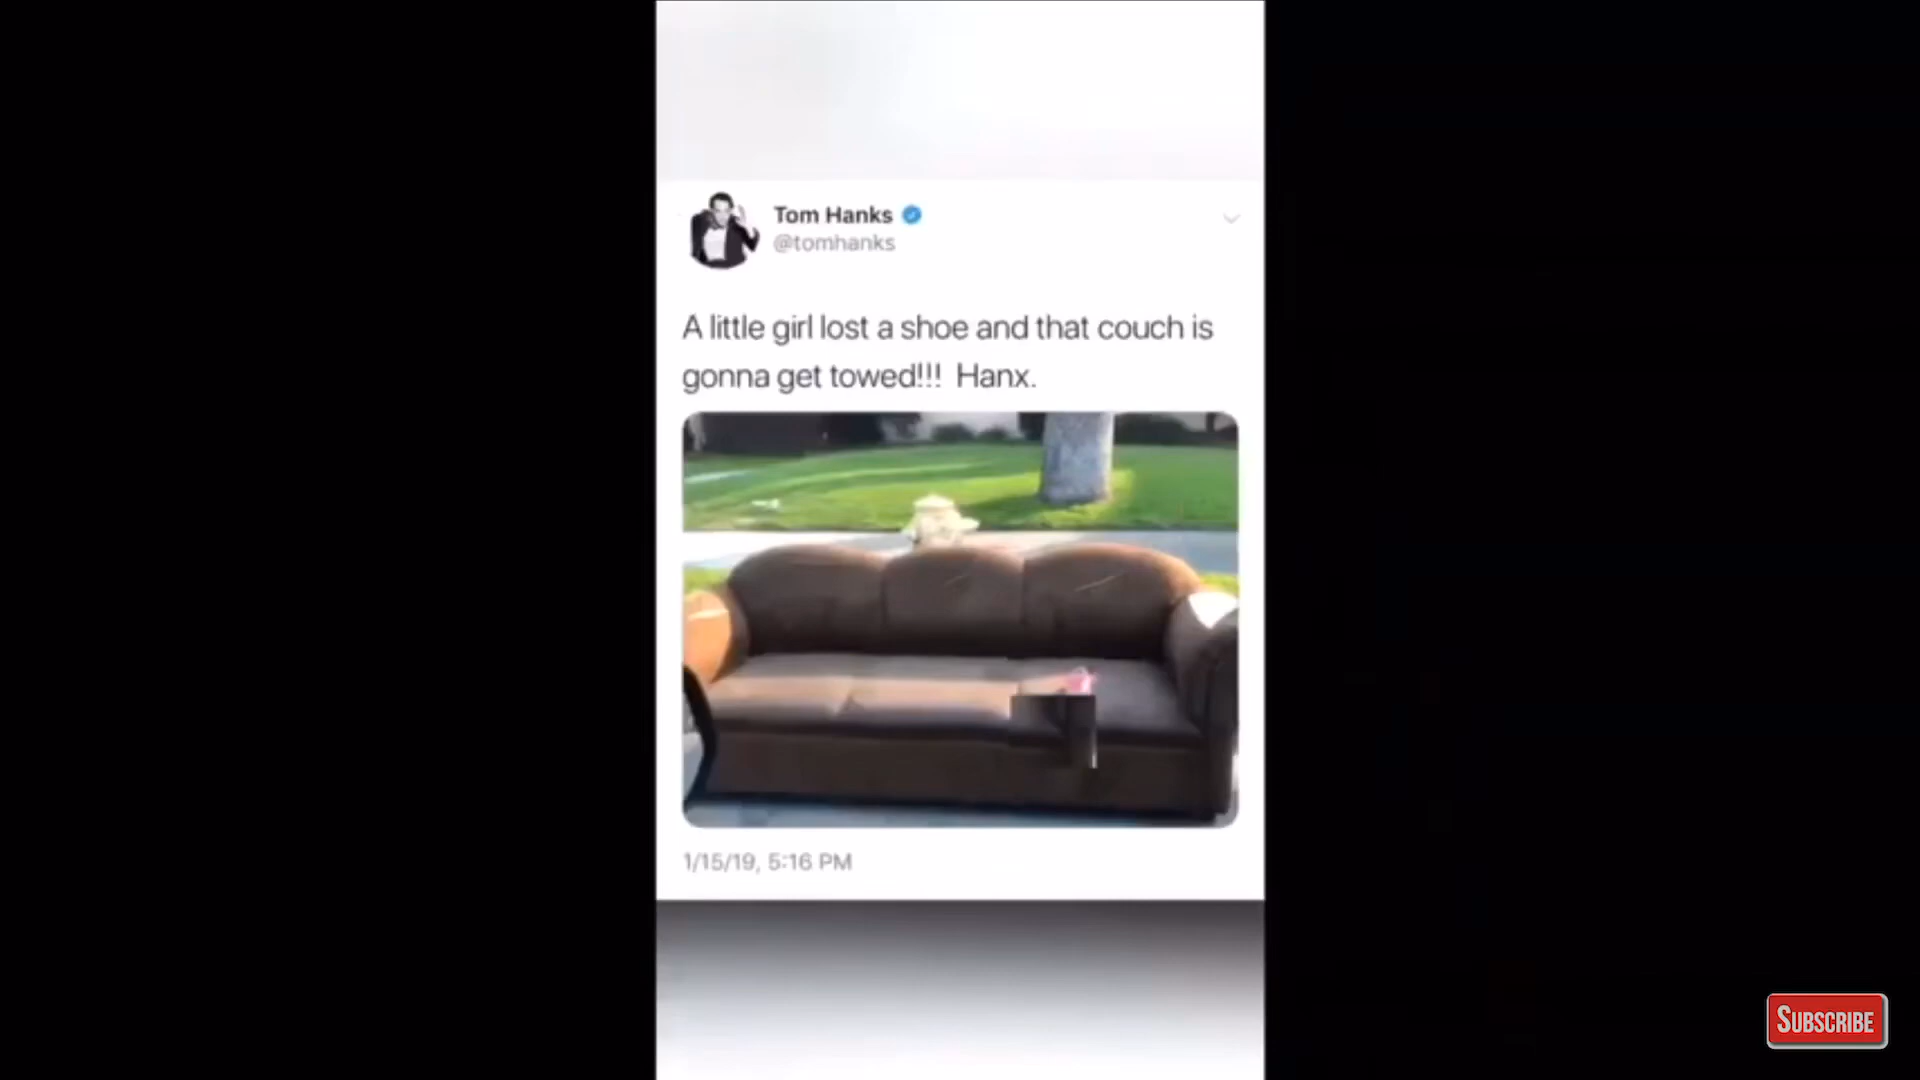 Tom Hanks
@tomhanks
A little girl lost a shoe and that couch is
gonna get towed!!! Hanx.
1/15/19, 5:16 PM
SUBSCRIBE